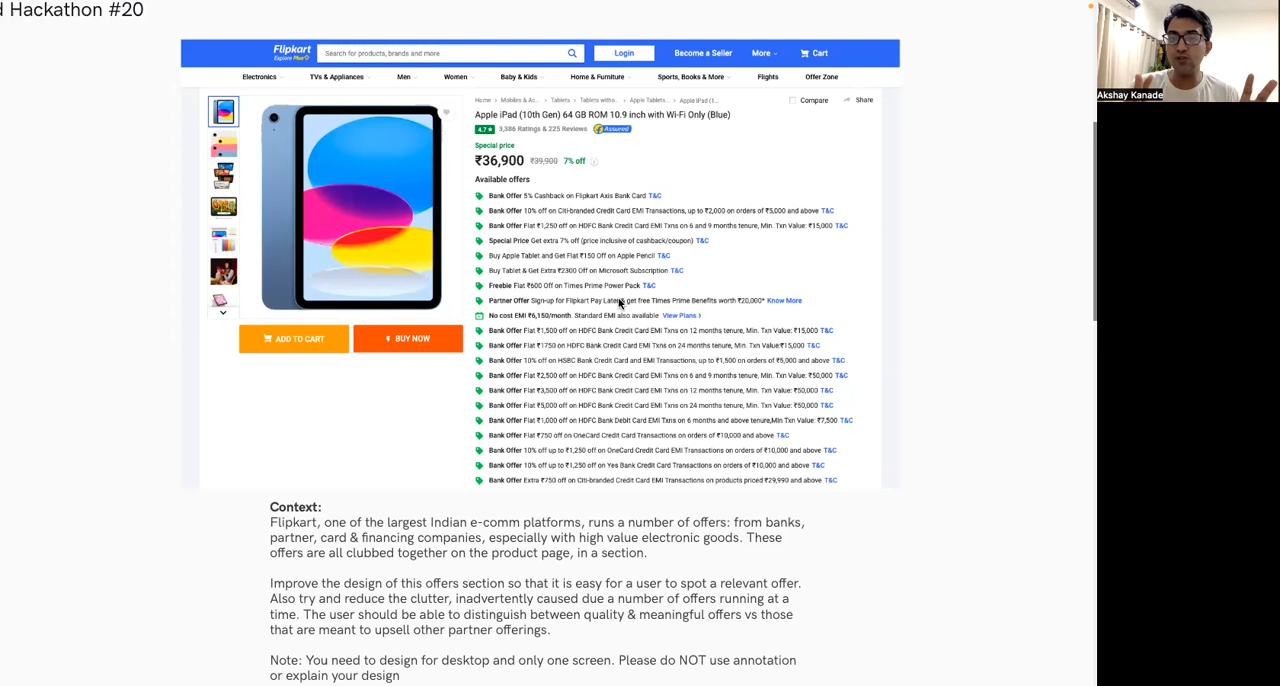 d Hackathon #20
Flipkart
Explore Plus
Search for products, brands and more
Login
Become a Seller
More
Cart
Electronics
TVs & Appliances
Men
Women
Baby & Kids
Home & Furniture
Sports, Books & More
Flights
Offer Zone
Home > Mobiles & Ac... > Tablets > Tablets witho... > Apple Tablets... > Apple iPad (1...
Compare
Share
Apple iPad (10th Gen) 64 GB ROM 10.9 inch with Wi-Fi Only (Blue)
4.7★ 3,386 Ratings & 225 Reviews Assured
Special price
₹36,900 ₹39,900 7% off
Available offers
Bank Offer 5% Cashback on Flipkart Axis Bank Card T&C
Bank Offer 10% off on Citi-branded Credit Card EMI Transactions, up to ₹2,000 on orders of ₹5,000 and above T&C
Bank Offer Flat ₹1,250 off on HDFC Bank Credit Card EMI Txns on 6 and 9 months tenure, Min. Txn Value: ₹15,000 T&C
Special Price Get extra 7% off (price inclusive of cashback/coupon) T&C
Buy Apple Tablet and Get Flat ₹150 Off on Apple Pencil T&C
Buy Tablet & Get Extra ₹2300 Off on Microsoft Subscription T&C
Freebie Flat ₹600 Off on Times Prime Power Pack T&C
Partner Offer Sign-up for Flipkart Pay Later & get free Times Prime Benefits worth ₹20,000* Know More
No cost EMI ₹6,150/month. Standard EMI also available View Plans >
Bank Offer Flat ₹1,500 off on HDFC Bank Credit Card EMI Txns on 12 months tenure, Min. Txn Value: ₹15,000 T&C
Bank Offer Flat ₹1750 on HDFC Bank Credit Card EMI Txns on 24 month tenure, Min. Txn Value:₹15,000 T&C
Bank Offer 10% off on HSBC Bank Credit Card and EMI Transactions, up to ₹1,500 on orders of ₹5,000 and above T&C
Bank Offer Flat ₹2,500 off on HDFC Bank Credit Card EMI Txns on 6 and 9 months tenure, Min. Txn Value: ₹50,000 T&C
Bank Offer Flat ₹3,500 off on HDFC Bank Credit Card EMI Txns on 12 months tenure, Min. Txn Value: ₹50,000 T&C
Bank Offer Flat ₹5,000 off on HDFC Bank Credit Card EMI Txns on 24 months tenure, Min. Txn Value: ₹50,000 T&C
Bank Offer Flat ₹1,000 off on HDFC Bank Debit Card EMI Txns on 6 months and above tenure,Min Txn Value: ₹7,500 T&C
Bank Offer Flat ₹750 off on OneCard Credit Card Transactions on orders of ₹10,000 and above T&C
Bank Offer 10% off up to ₹1,250 off on OneCard Credit Card EMI Transactions on orders of ₹10,000 and above T&C
Bank Offer 10% off up to ₹1,250 off on Yes Bank Credit Card Transactions on orders of ₹10,000 and above T&C
Bank Offer Extra ₹750 off on Citi-branded Credit Card EMI Transactions on products priced ₹29,990 and above T&C
ADD TO CART
BUY NOW
Context:
Flipkart, one of the largest Indian e-comm platforms, runs a number of offers: from banks,
partner, card & financing companies, especially with high value electronic goods. These
offers are all clubbed together on the product page, in a section.
Improve the design of this offers section so that it is easy for a user to spot a relevant offer.
Also try and reduce the clutter, inadvertently caused due a number of offers running at a
time. The user should be able to distinguish between quality & meaningful offers vs those
that are meant to upsell other partner offerings.
Note: You need to design for desktop and only one screen. Please do NOT use annotation
or explain your design
Akshay Kanade